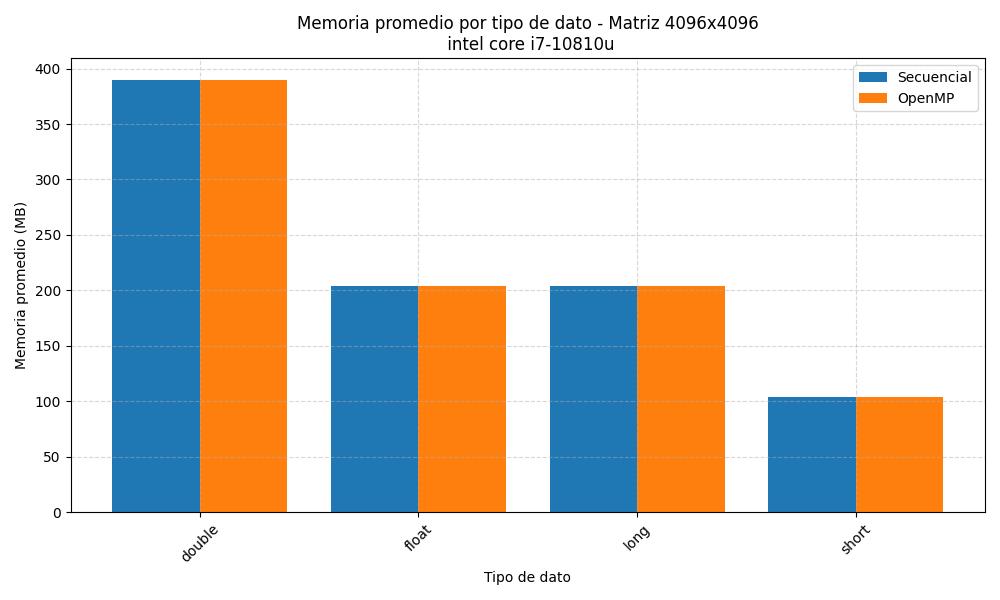 Memoria promedio por tipo de dato - Matriz 4096x4096
intel core i7-10810u
Secuencial
OpenMP
Memoria promedio (MB)
400
350
300
250
200
150
100
50
0
double
float
long
short
Tipo de dato